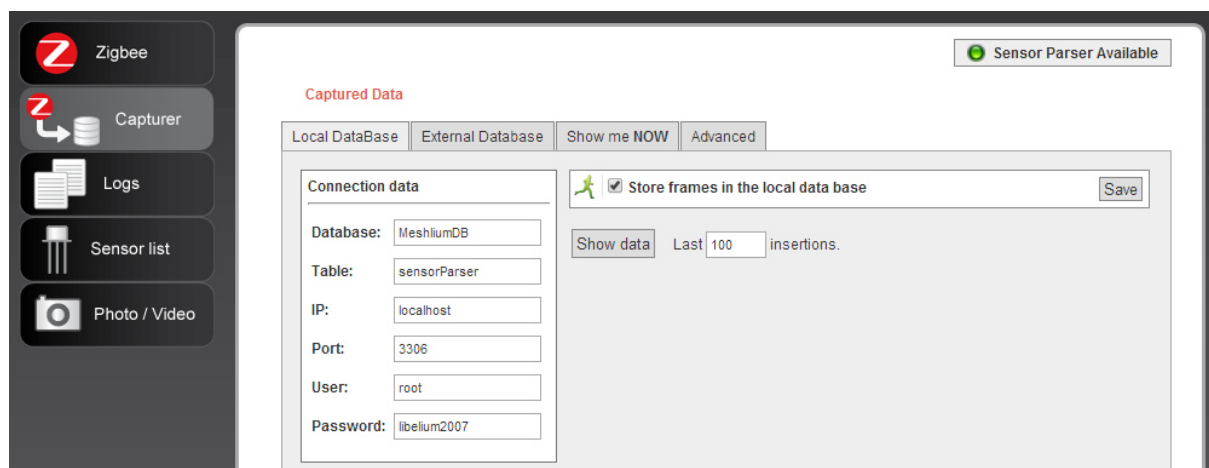 Zigbee
Capturer
Logs
Sensor list
Photo / Video
Sensor Parser Available
Captured Data
Local DataBase External Database Show me NOW Advanced
Connection data
Database: MeshliumDB
Table: sensorParser
IP: localhost
Port: 3306
User: root
Password: libelium2007
Store frames in the local data base Save
Show data Last 100 insertions.